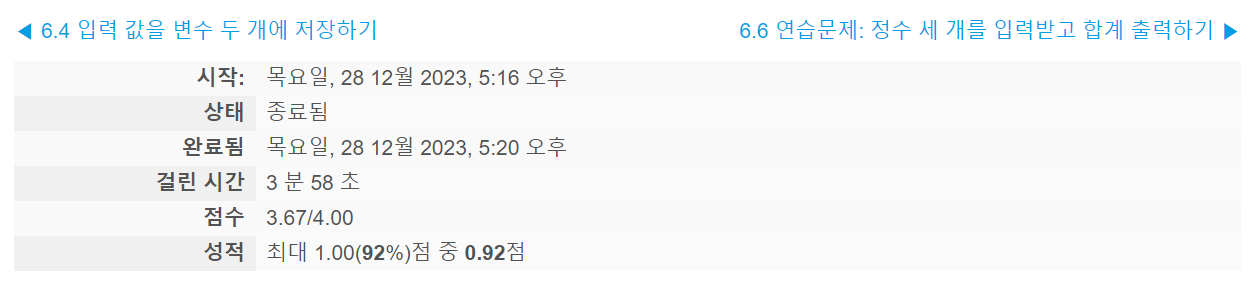 ◀ 6.4 입력 값을 변수 두 개에 저장하기
6.6 연습문제: 정수 세 개를 입력받고 합계 출력하기 ▶
시작: 목요일, 28 12월 2023, 5:16 오후
상태 종료됨
완료됨 목요일, 28 12월 2023, 5:20 오후
걸린 시간 3 분 58 초
점수 3.67/4.00
성적 최대 1.00(92%)점 중 0.92점